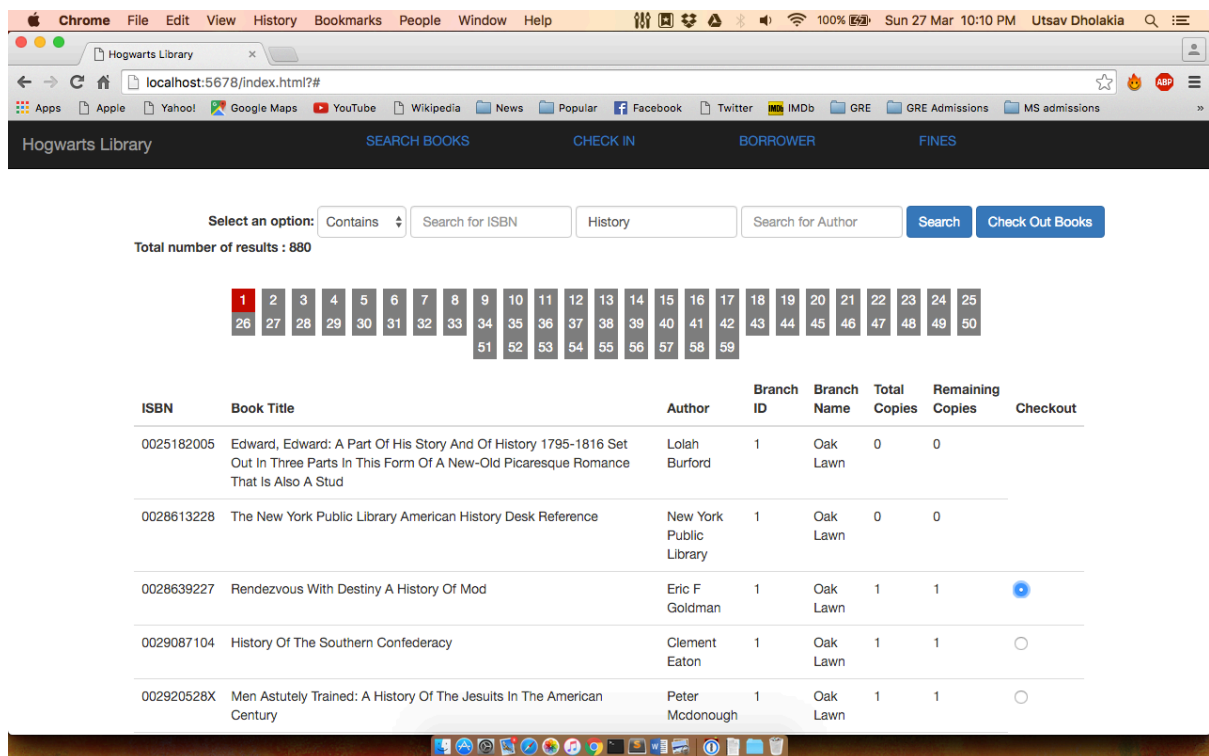 Chrome File Edit View History Bookmarks People Window Help 100% Sun 27 Mar 10:10 PM Utsav Dholakia
Hogwarts Library
localhost:5678/index.html?#
Apps Apple Yahoo! Google Maps YouTube Wikipedia News Popular Facebook Twitter IMDb IMDb GRE GRE Admissions MS admissions »
ABP
Hogwarts Library SEARCH BOOKS CHECK IN BORROWER FINES
Select an option: Contains Search for ISBN History Search for Author Search Check Out Books
Total number of results : 880
1 2 3 4 5 6 7 8 9 10 11 12 13 14 15 16 17 18 19 20 21 22 23 24 25
26 27 28 29 30 31 32 33 34 35 36 37 38 39 40 41 42 43 44 45 46 47 48 49 50
51 52 53 54 55 56 57 58 59
ISBN Book Title Author Branch ID Branch Name Total Copies Remaining Copies Checkout
0025182005 Edward, Edward: A Part Of His Story And Of History 1795-1816 Set Lolah 1 Oak 0 0
Out In Three Parts In This Form Of A New-Old Picaresque Romance Burford Lawn
That Is Also A Stud
0028613228 The New York Public Library American History Desk Reference New York 1 Oak 0 0
Public Lawn
Library
0028639227 Rendezvous With Destiny A History Of Mod Eric F 1 Oak 1 1
Goldman Lawn
0029087104 History Of The Southern Confederacy Clement 1 Oak 1 1
Eaton Lawn
002920528X Men Astutely Trained: A History Of The Jesuits In The American Peter 1 Oak 1 1
Century Mcdonough Lawn